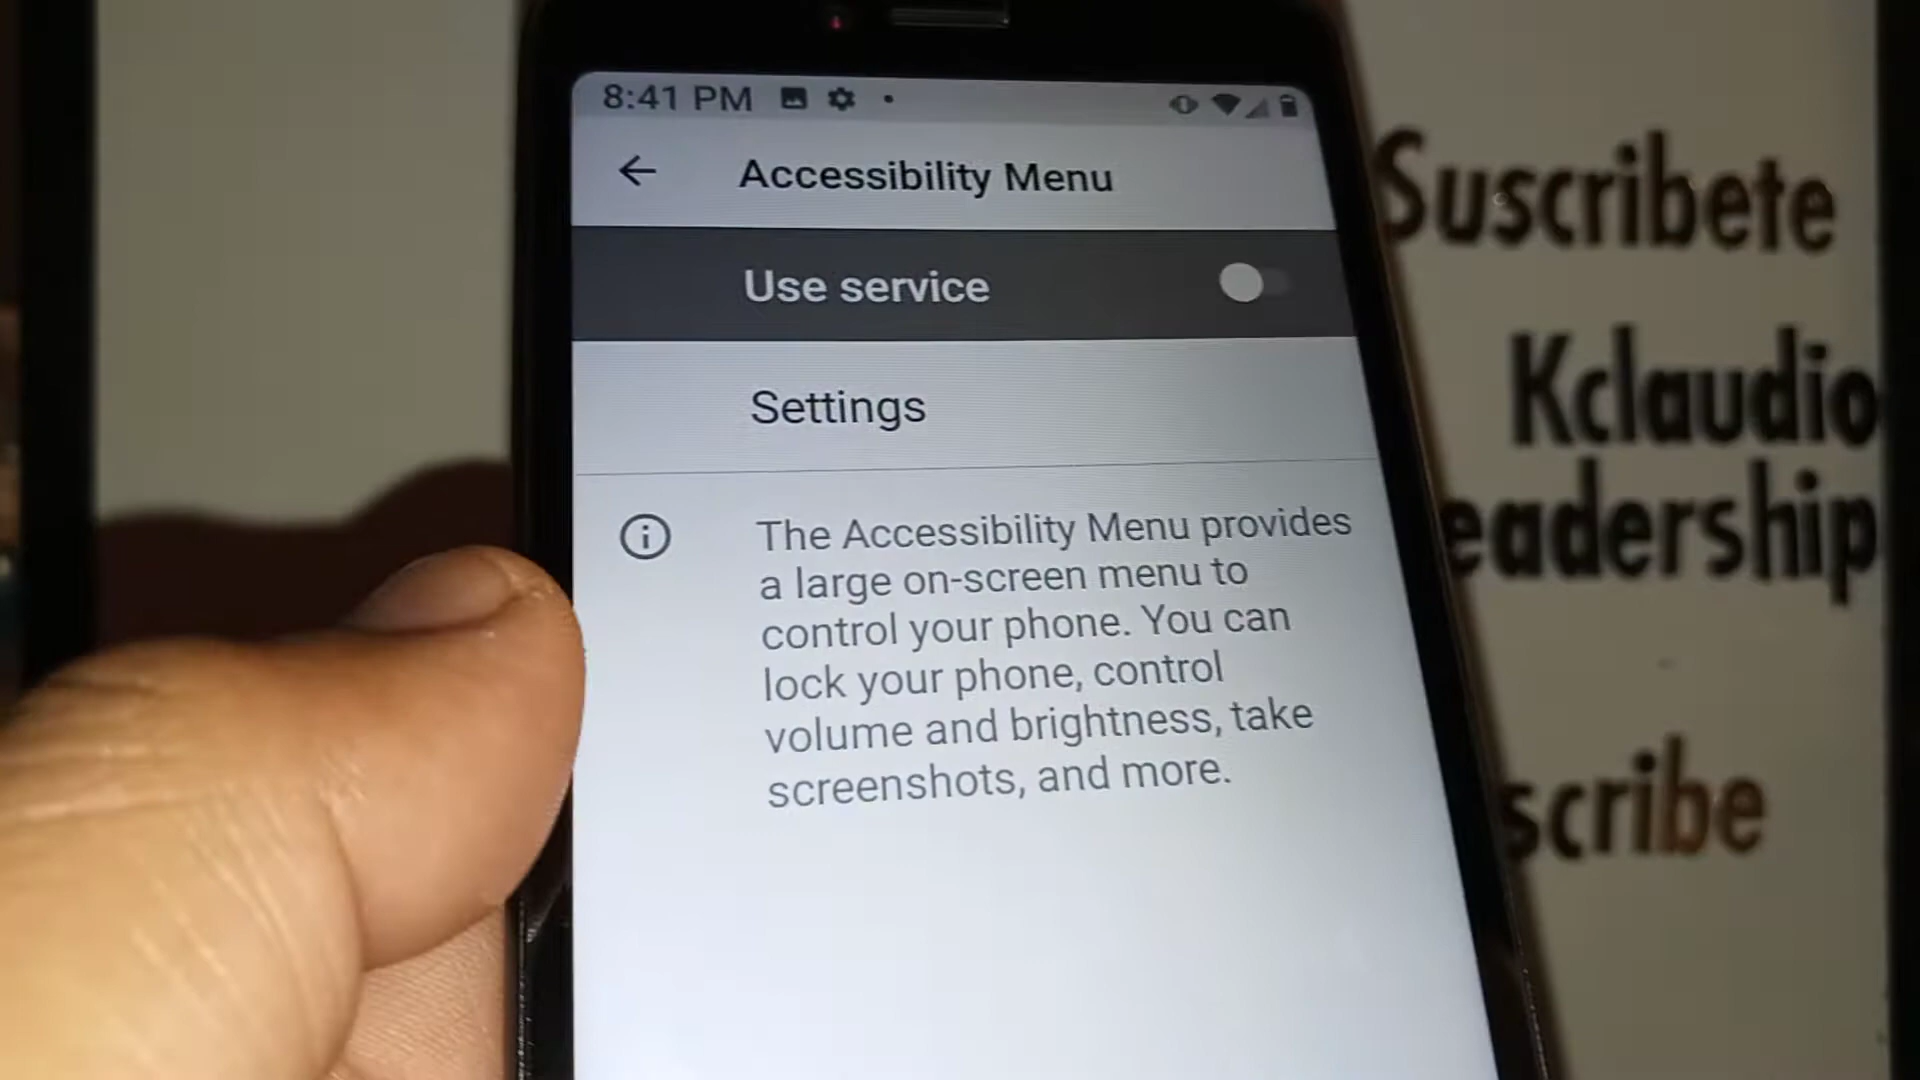 8:41 PM
Accessibility Menu
Use service
Settings
The Accessibility Menu provides
a large on-screen menu to
control your phone. You can
lock your phone, control
volume and brightness, take
screenshots, and more.
Suscribete
Kclaudio
eadership
scribe